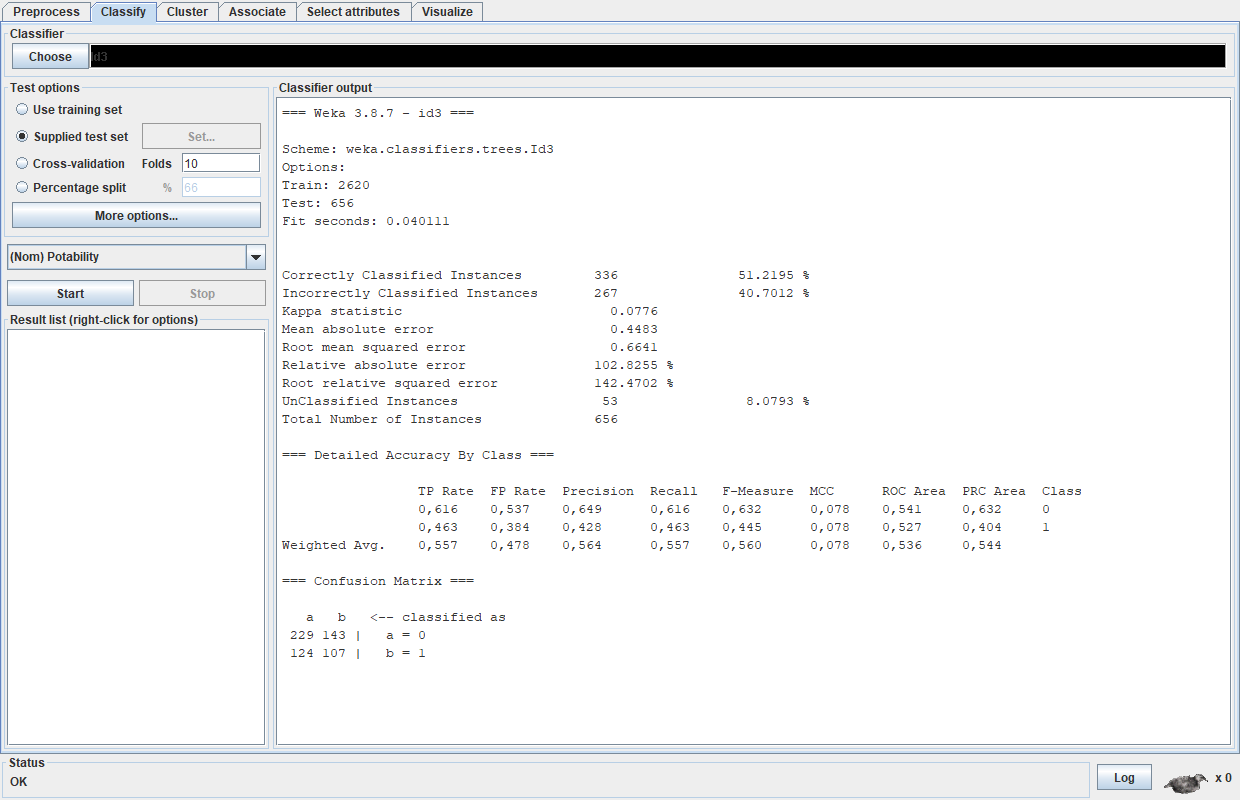 Preprocess Classify Cluster Associate Select attributes Visualize
Classifier
Choose id3
Test options
Use training set
Supplied test set Set...
Cross-validation Folds 10
Percentage split % 66
More options...
(Nom) Potability
Start Stop
Result list (right-click for options)
Classifier output
=== Weka 3.8.7 - id3 ===
Scheme: weka.classifiers.trees.Id3
Options:
Train: 2620
Test: 656
Fit seconds: 0.040111
Correctly Classified Instances 336 51.2195 %
Incorrectly Classified Instances 267 40.7012 %
Kappa statistic 0.0776
Mean absolute error 0.4483
Root mean squared error 0.6641
Relative absolute error 102.8255 %
Root relative squared error 142.4702 %
UnClassified Instances 53 8.0793 %
Total Number of Instances 656
=== Detailed Accuracy By Class ===
TP Rate FP Rate Precision Recall F-Measure MCC ROC Area PRC Area Class
0,616 0,537 0,649 0,616 0,632 0,078 0,541 0,632 0
0,463 0,384 0,428 0,463 0,445 0,078 0,527 0,404 1
Weighted Avg. 0,557 0,478 0,564 0,557 0,560 0,078 0,536 0,544
=== Confusion Matrix ===
a b <-- classified as
229 143 | a = 0
124 107 | b = 1
Status
OK
Log x 0